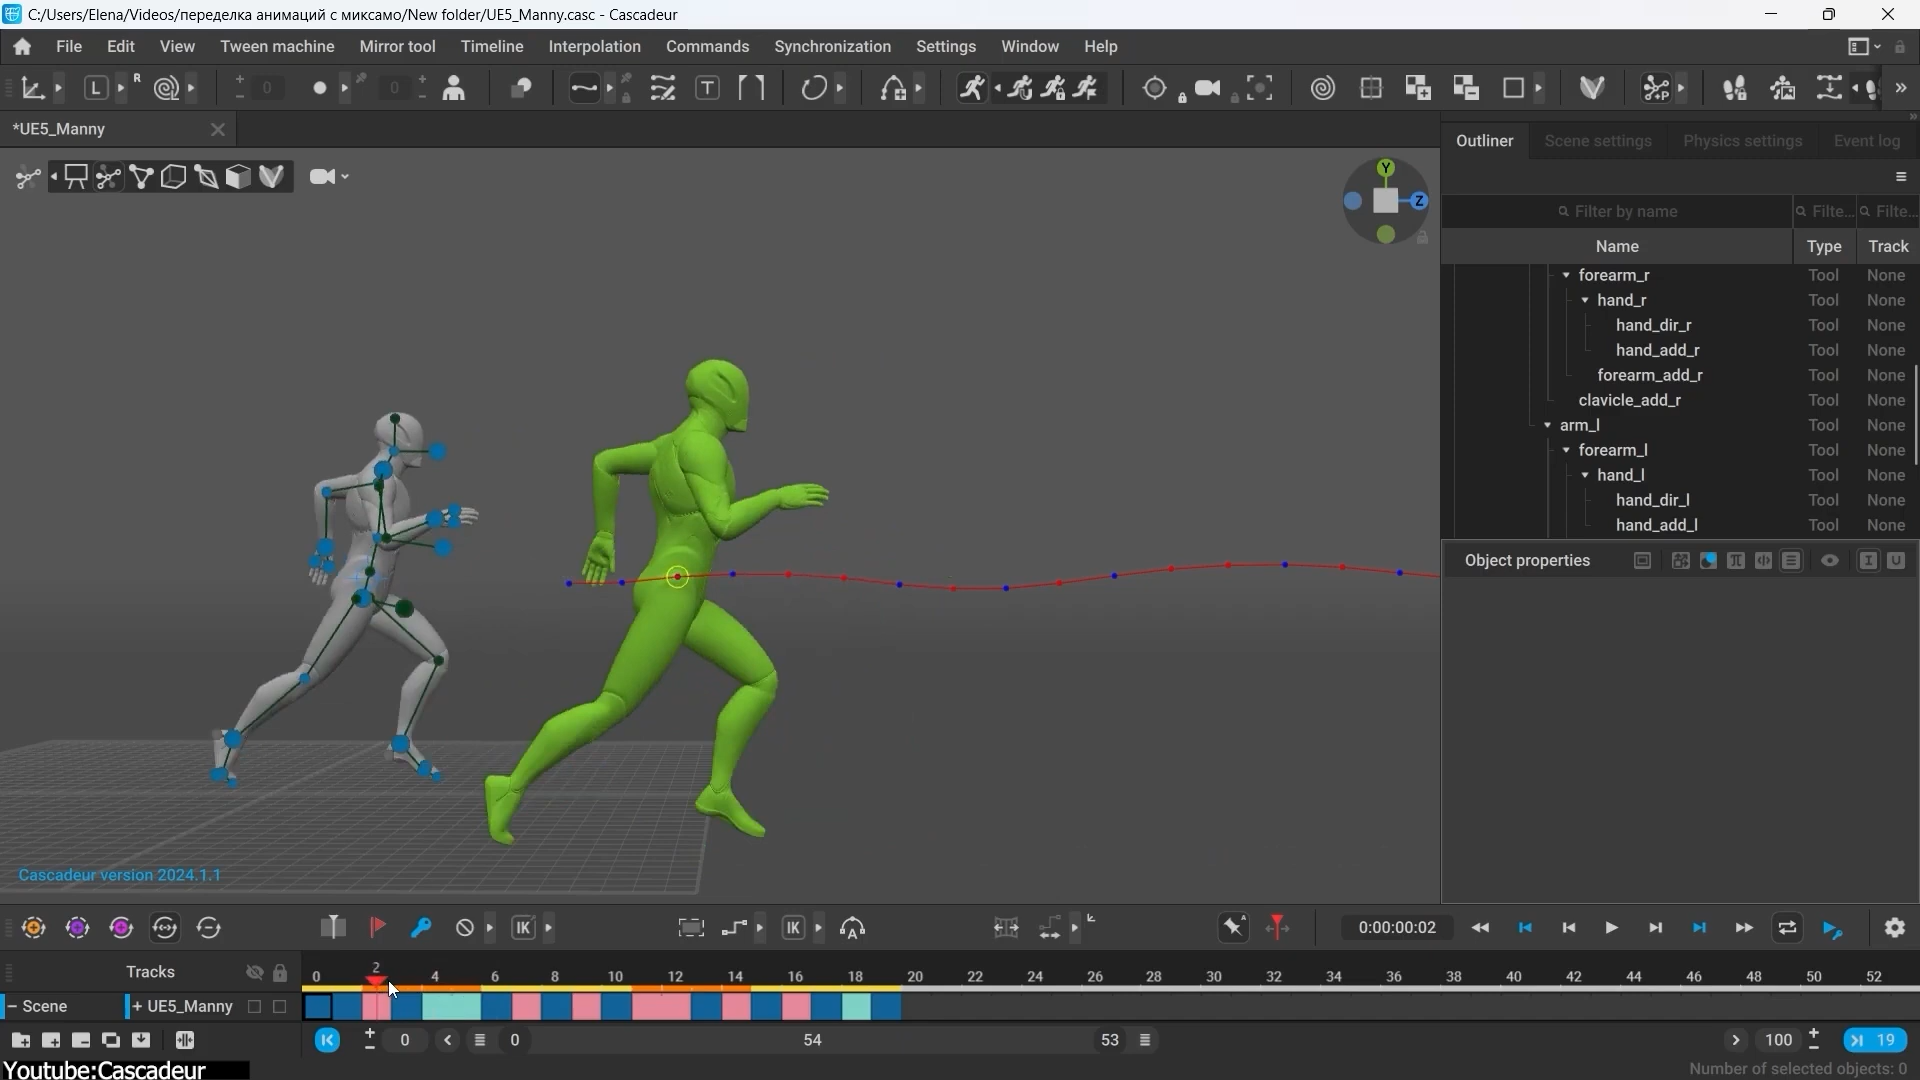 C:/Users/Elena/Videos/переделка анимаций с миксамо/New folder/UE5_Manny.casc - Cascadeur
File Edit View Tween machine Mirror tool Timeline Interpolation Commands Synchronization Settings Window Help
L R 0 0 T P
*UE5_Manny
Outliner Scene settings Physics settings Event log
Y
Z
Filter by name Filte... Filte...
Name Type Track
forearm_r Tool None
hand_r Tool None
hand_dir_r Tool None
hand_add_r Tool None
forearm_add_r Tool None
clavicle_add_r Tool None
arm_l Tool None
forearm_l Tool None
hand_l Tool None
hand_dir_l Tool None
hand_add_l Tool None
Object properties
Cascadeur version 2024.1.1
IK IK A 0:00:00:02
Tracks
0 2 4 6 8 10 12 14 16 18 20 22 24 26 28 30 32 34 36 38 40 42 44 46 48 50 52
− Scene + UE5_Manny
0 0 54 53 100 19
Youtube:Cascadeur
Number of selected objects: 0